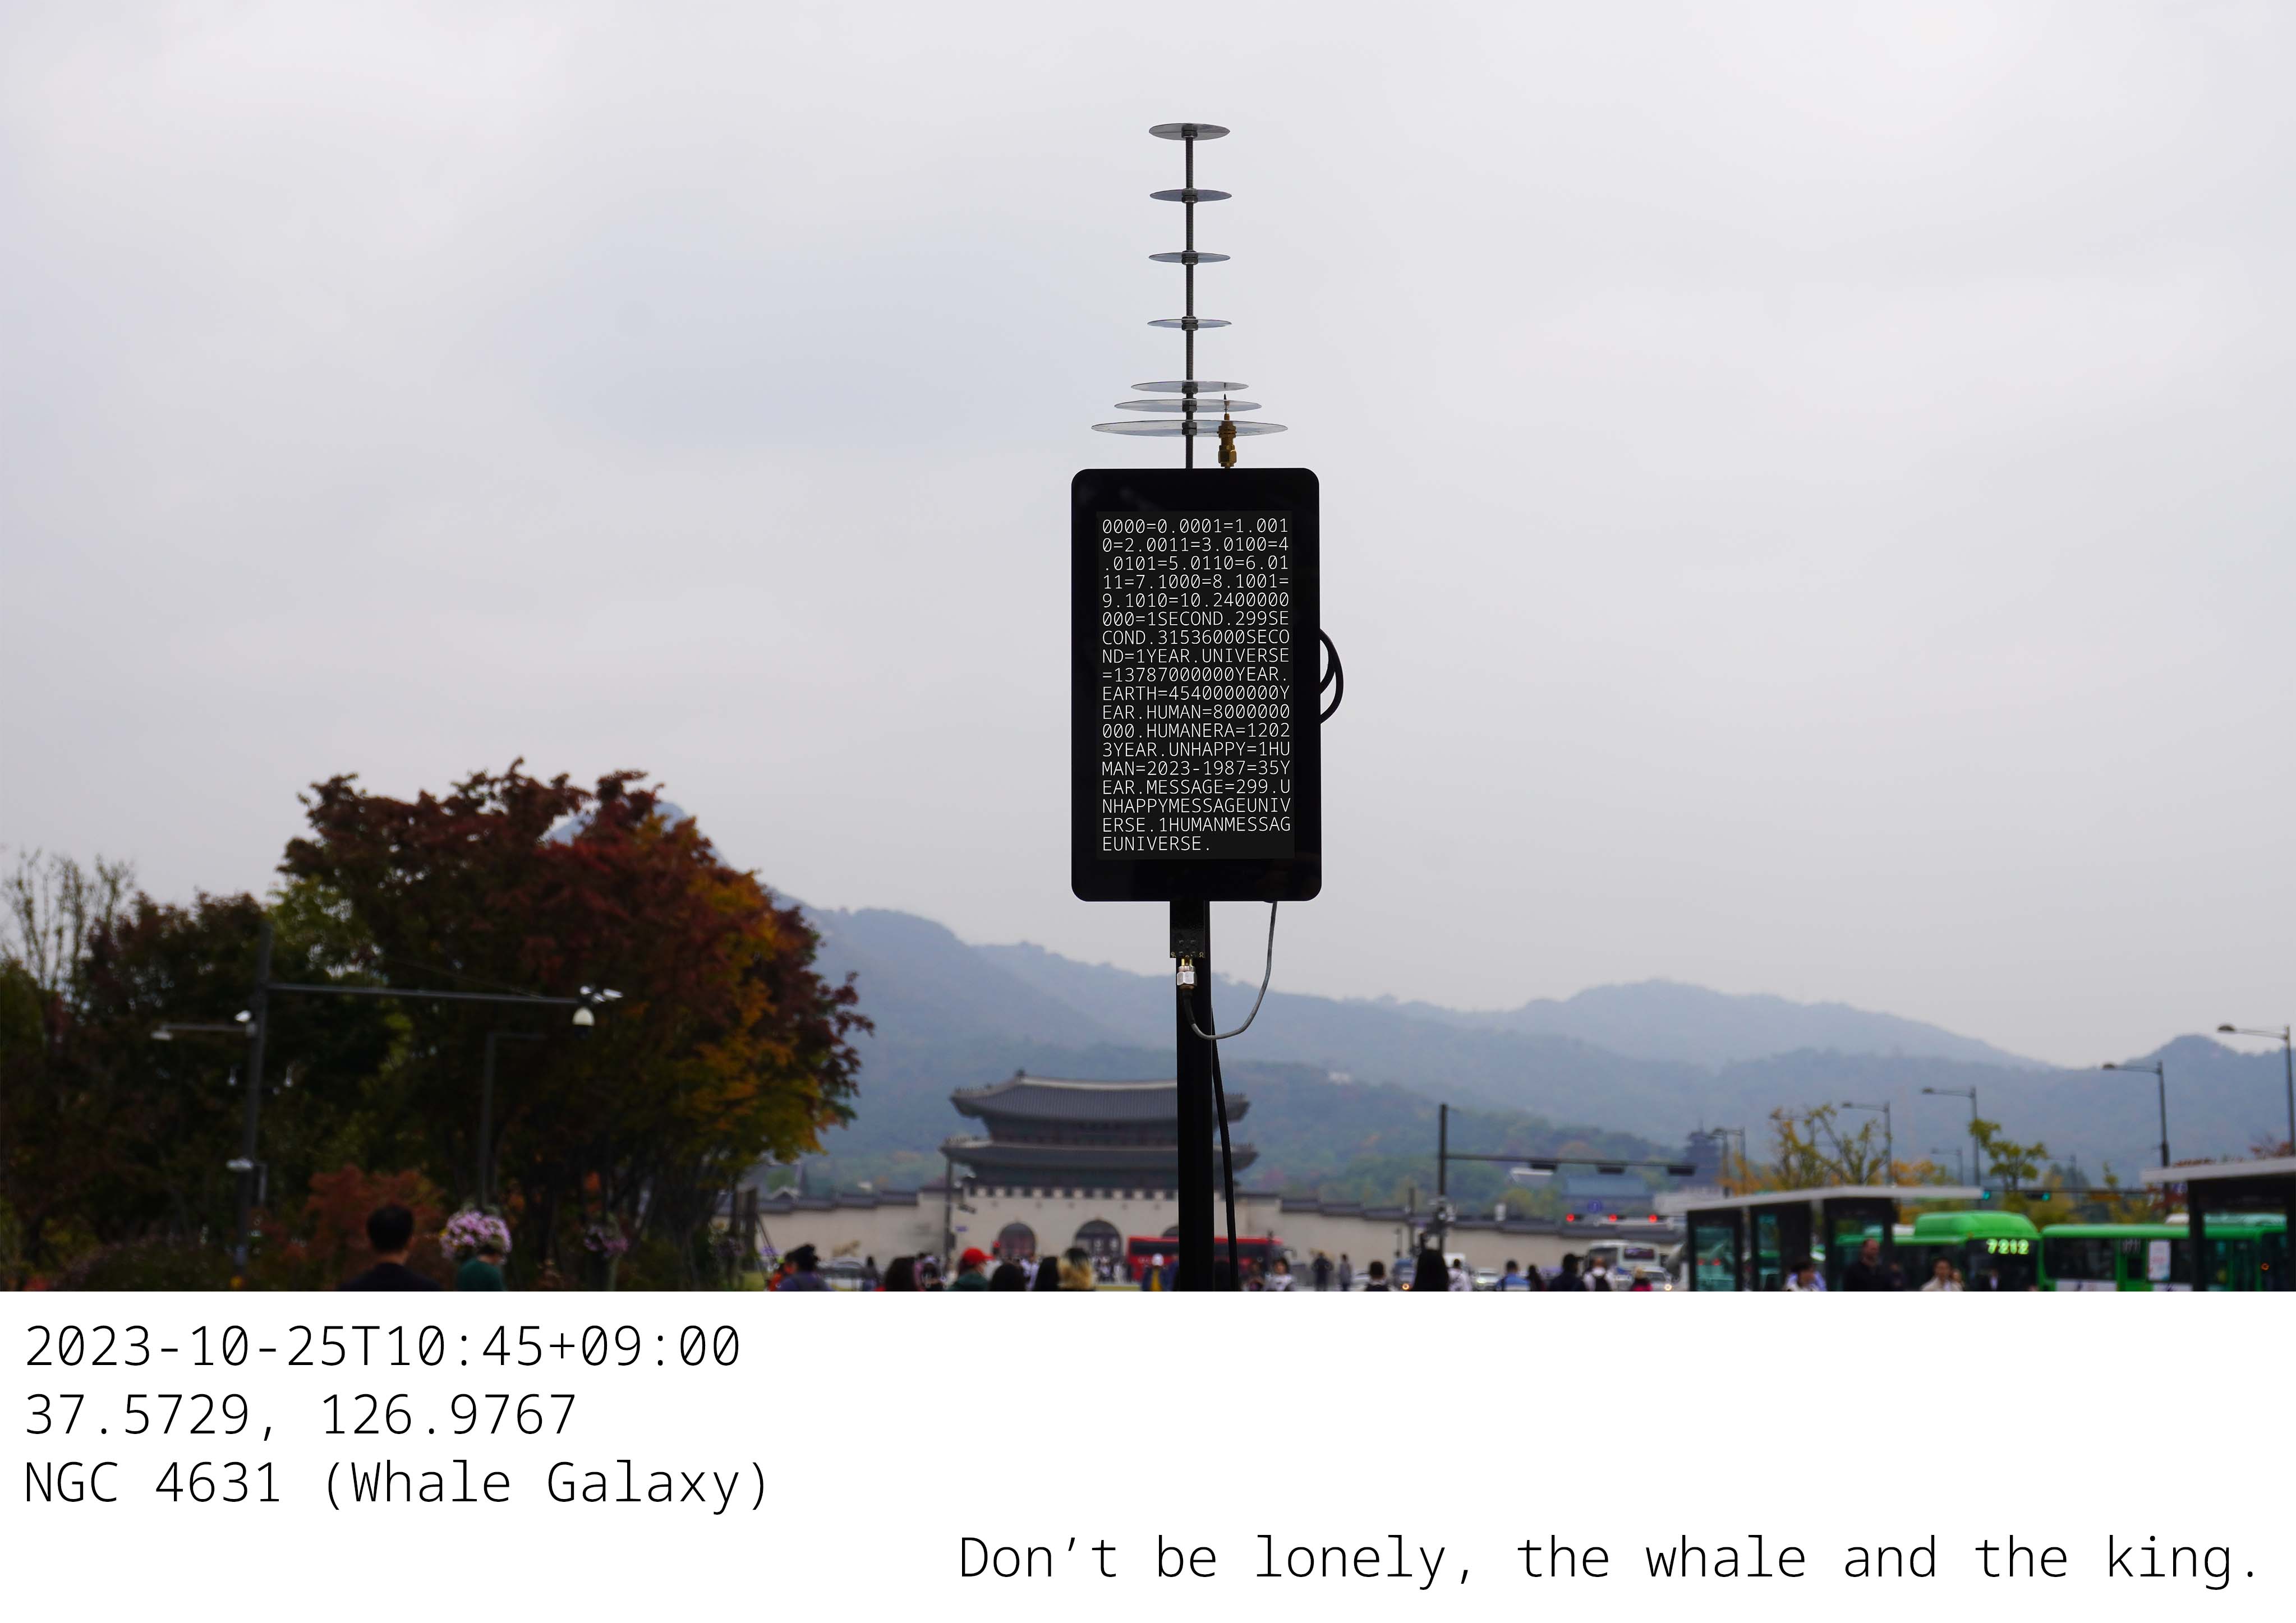 0000=0.0001=1.001
0=2.0011=3.0100=4
.0101=5.0110=6.01
11=7.1000=8.1001=
9.1010=10.2400000
000=1SECOND.299SE
COND.31536000SECO
ND=1YEAR.UNIVERSE
=13787000000YEAR.
EARTH=4540000000Y
EAR.HUMAN=8000000
000.HUMANERA=1202
3YEAR.UNHAPPY=1HU
MAN=2023-1987=35Y
EAR.MESSAGE=299.U
NHAPPYMESSAGEUNIV
ERSE.1HUMANMESSAG
EUNIVERSE.
7212
2023-10-25T10:45+09:00
37.5729, 126.9767
NGC 4631 (Whale Galaxy)
Don’t be lonely, the whale and the king.